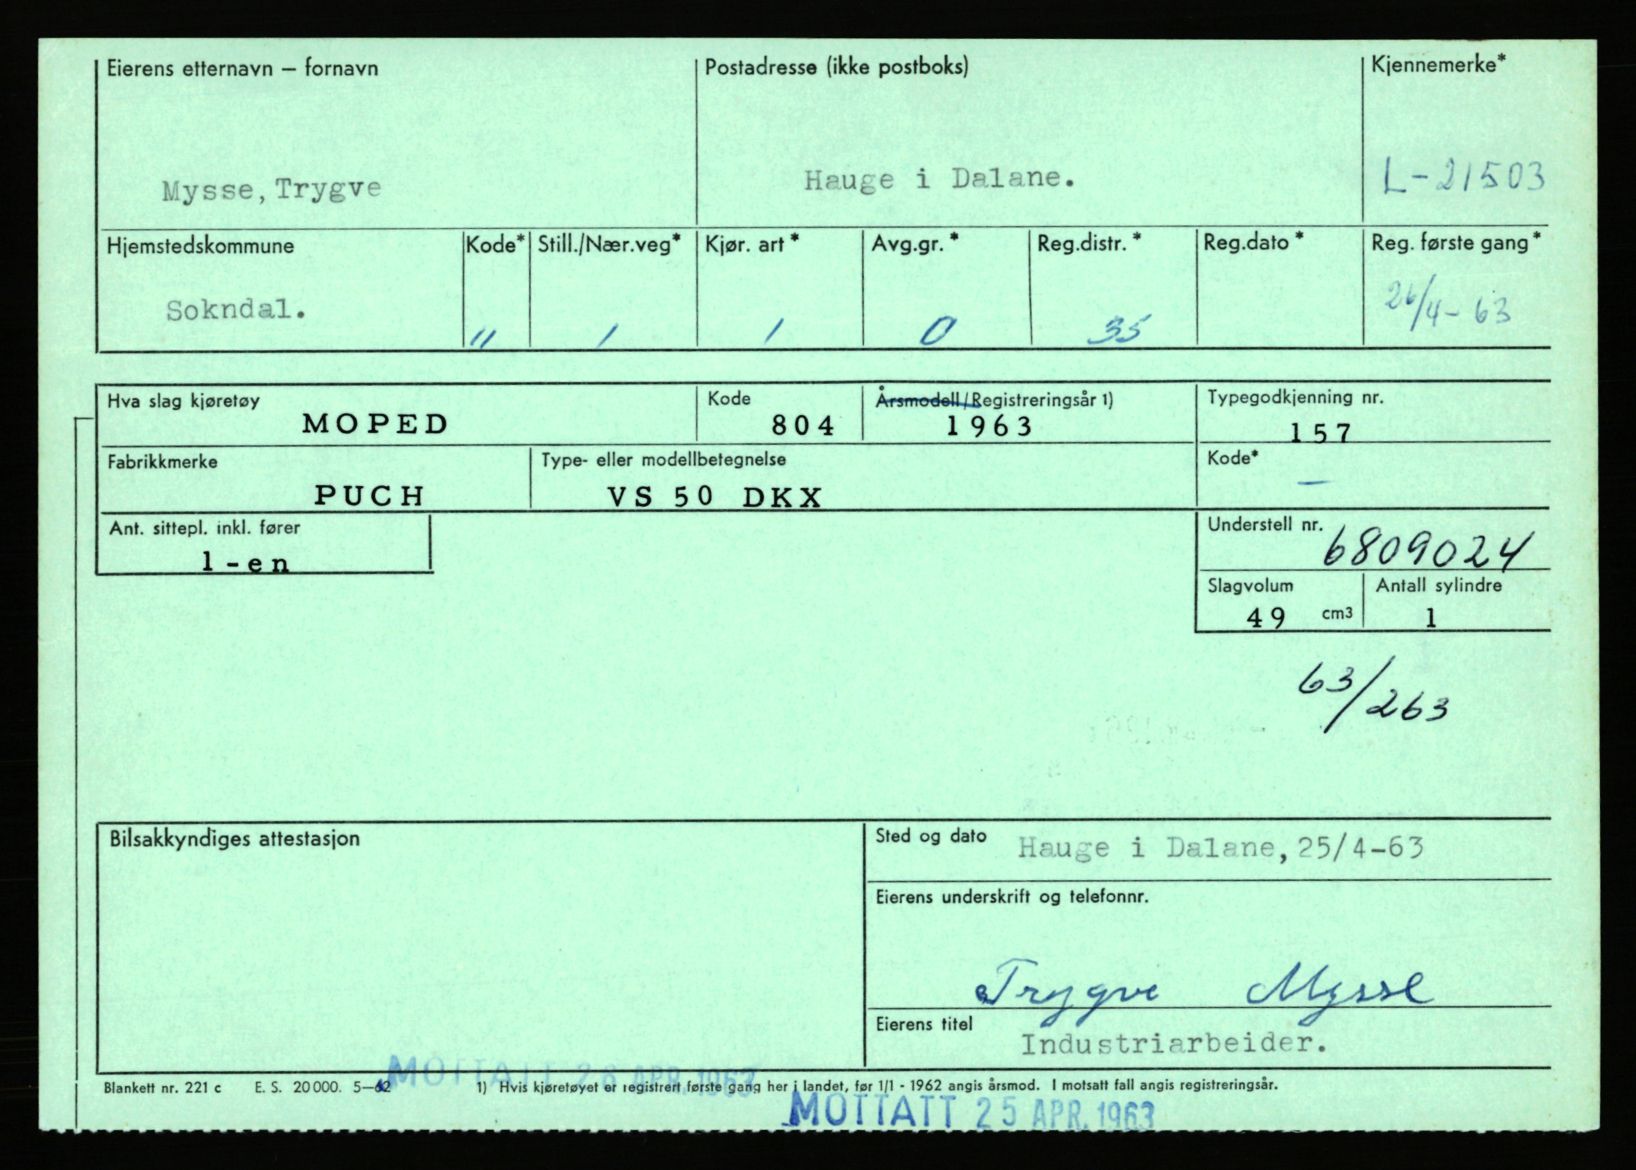 Eierens etternavn — fornavn Postadresse (ikke postboks) Kjennemerke*
Mysse, Trygve Hauge i Dalane. L-21503
Hjemstedskommune Kode* Still./Nær.veg* Kjør. art * Avg.gr. * Reg.distr. * Reg.dato * Reg. første gang *
Sokndal. " 1 1 0 35 26/4-63
Hva slag kjøretøy Kode Årsmodell/Registreringsår 1) Typegodkjenning nr.
MOPED 804 1963 157
Fabrikkmerke Type- eller modellbetegnelse Kode*
PUCH VS 50 DKX –
Ant. sittepl. inkl. fører Understell nr.
1-en 6809024
Slagvolum Antall sylindre
49 cm3 1
63/263
Bilsakkyndiges attestasjon Sted og dato Hauge i Dalane, 25/4-63
Eierens underskrift og telefonnr.
Trygve Mysse
Eierens titel
Industriarbeider.
MOTTATT 26 APR. 1963
Blankett nr. 221 c E. S. 20 000. 5—62 1) Hvis kjøretøyet er registrert første gang her i landet, før 1/1 - 1962 angis årsmod. I motsatt fall angis registreringsår.
MOTTATT 25 APR. 1963